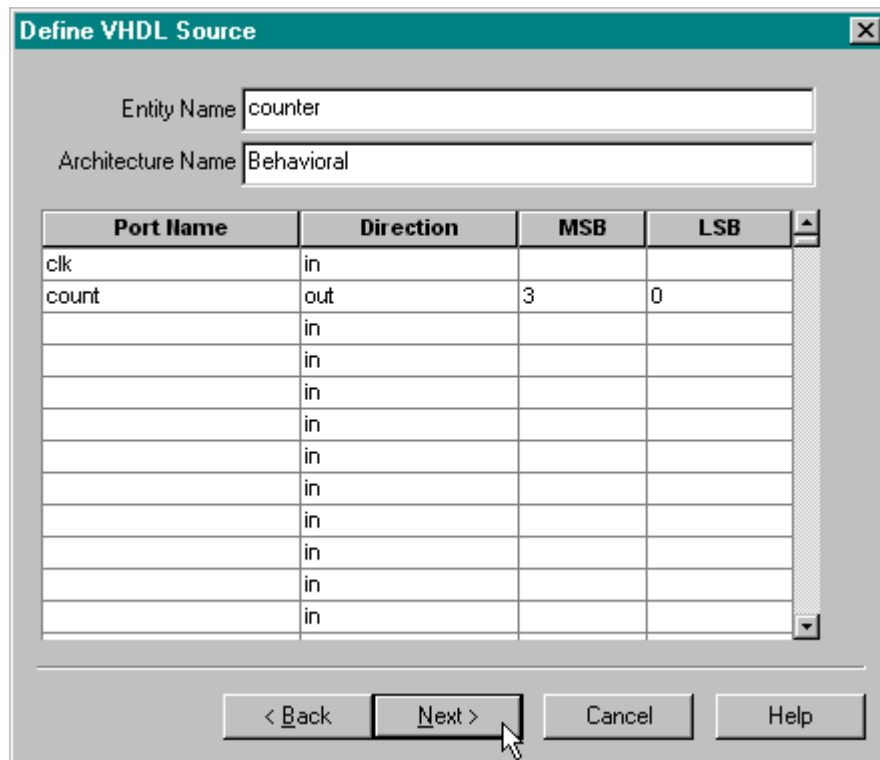 Define VHDL Source
Entity Name counter
Architecture Name Behavioral
Port Name Direction MSB LSB
clk in
count out 3 0
in
in
in
in
in
in
in
in
in
in
< Back Next > Cancel Help